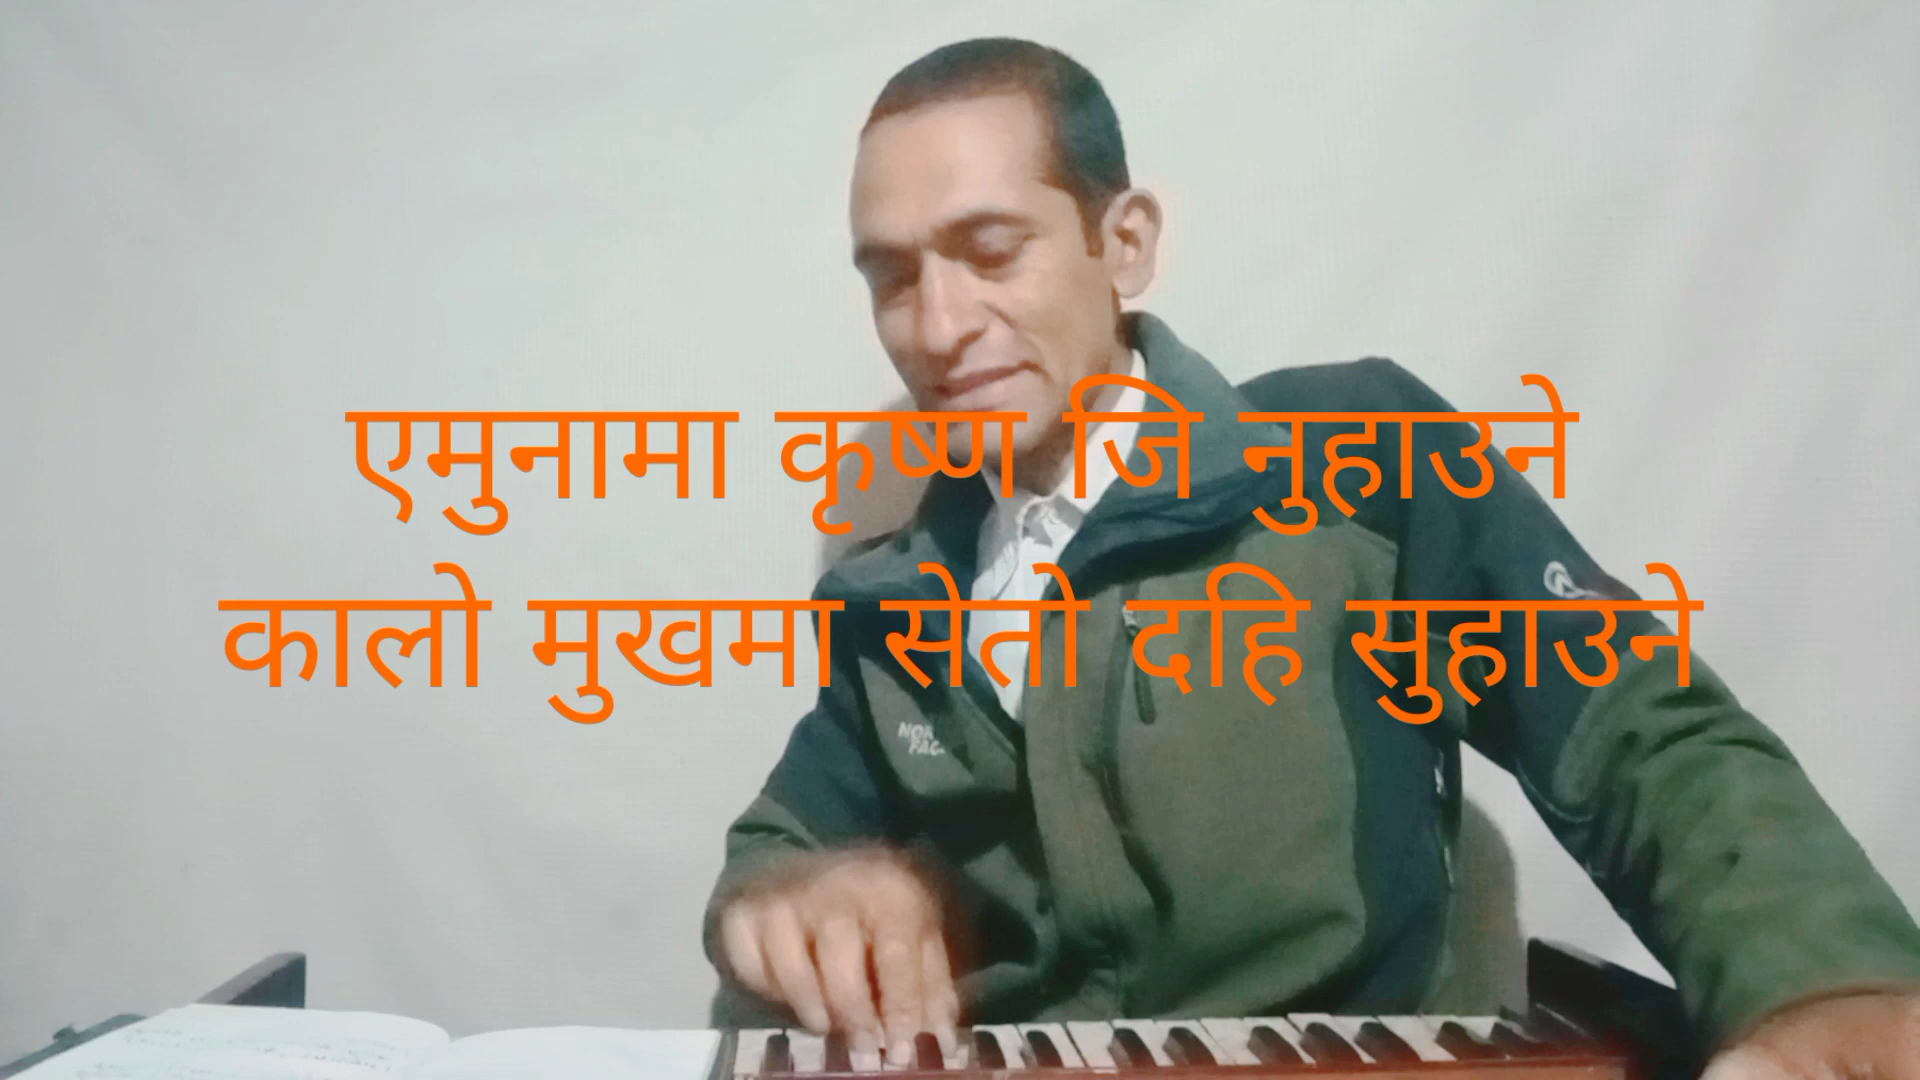 एमुनामा कृष्ण जि नुहाउने
कालो मुखमा सेतो दहि सुहाउने